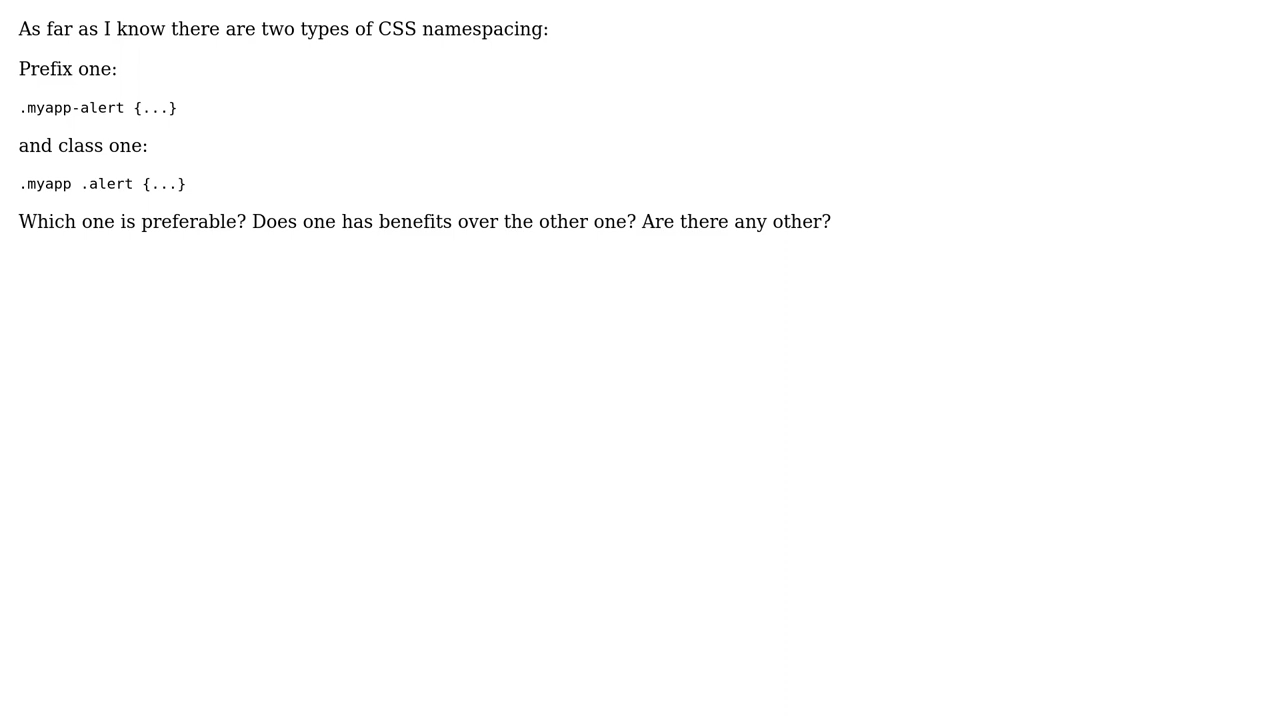 As far as I know there are two types of CSS namespacing:
Prefix one:
.myapp-alert {...}
and class one:
.myapp .alert {...}
Which one is preferable? Does one has benefits over the other one? Are there any other?